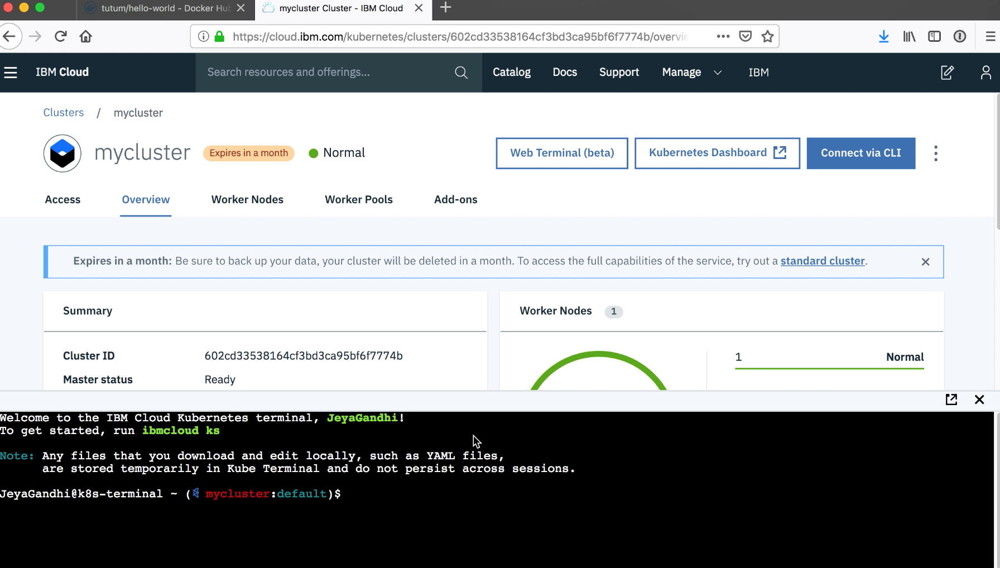 tutum/hello-world - Docker Hu
mycluster Cluster - IBM Cloud
https://cloud.ibm.com/kubernetes/clusters/602cd33538164cf3bd3ca95bf6f7774b/overvie
IBM Cloud
Search resources and offerings...
Catalog
Docs
Support
Manage
IBM
Clusters / mycluster
mycluster
Expires in a month
Normal
Web Terminal (beta)
Kubernetes Dashboard
Connect via CLI
Access
Overview
Worker Nodes
Worker Pools
Add-ons
Expires in a month: Be sure to back up your data, your cluster will be deleted in a month. To access the full capabilities of the service, try out a standard cluster.
Summary
Cluster ID 602cd33538164cf3bd3ca95bf6f7774b
Master status Ready
Worker Nodes 1
1 Normal
Welcome to the IBM Cloud Kubernetes terminal, JeyaGandhi!
To get started, run ibmcloud ks
Note: Any files that you download and edit locally, such as YAML files,
are stored temporarily in Kube Terminal and do not persist across sessions.
JeyaGandhi@k8s-terminal ~ (mycluster:default)$